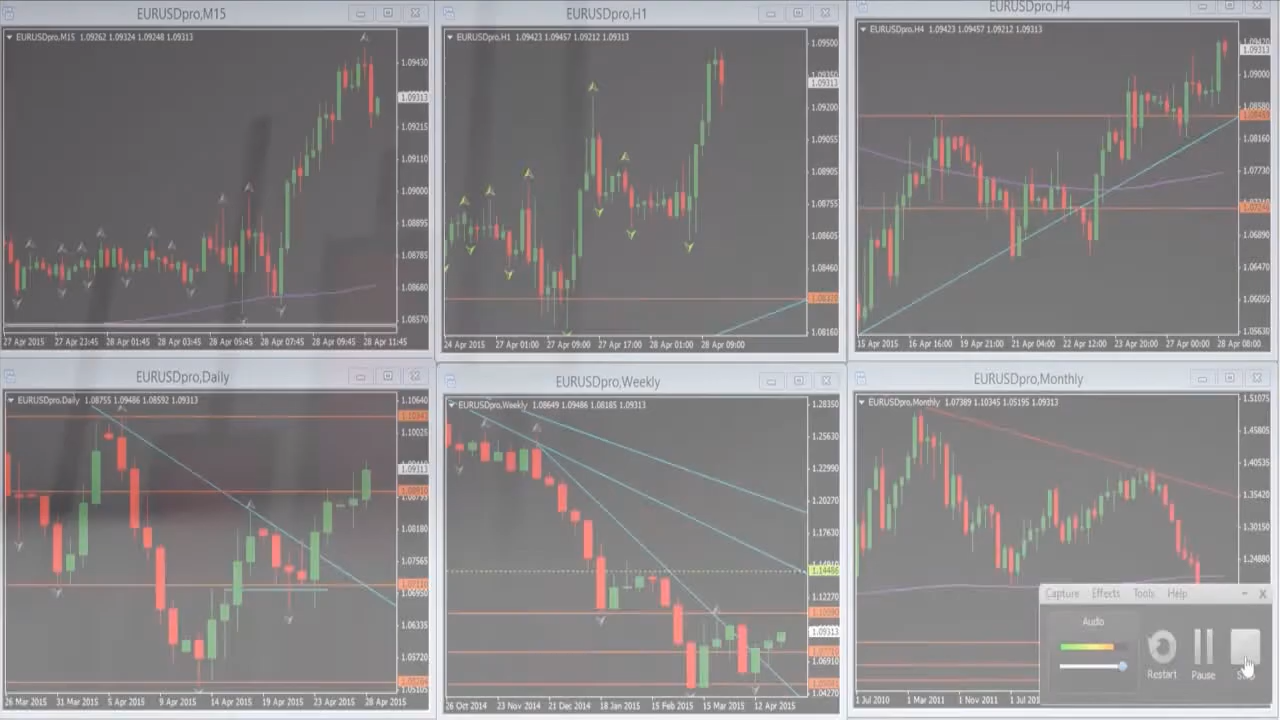 EURUSDpro,M15
EURUSDpro,M15 1.09262 1.09324 1.09248 1.09313
1.09430
1.09313
1.09215
1.09110
1.09000
1.08895
1.08785
1.08680
1.08570
27 Apr 2015 27 Apr 23:45 28 Apr 01:45 28 Apr 03:45 28 Apr 05:45 28 Apr 07:45 28 Apr 09:45 28 Apr 11:45
EURUSDpro,H1
EURUSDpro,H1 1.09423 1.09457 1.09212 1.09313
1.09500
1.09350
1.09313
1.09200
1.09055
1.08905
1.08755
1.08605
1.08460
1.08160
24 Apr 2015 27 Apr 01:00 27 Apr 09:00 27 Apr 17:00 28 Apr 01:00 28 Apr 09:00
EURUSDpro,H4
EURUSDpro,H4 1.09423 1.09457 1.09212 1.09313
1.09420
1.09313
1.09000
1.08580
1.08160
1.07730
1.06890
1.06470
1.06050
1.05630
15 Apr 2015 16 Apr 16:00 19 Apr 21:00 21 Apr 04:00 22 Apr 12:00 23 Apr 20:00 27 Apr 00:00 28 Apr 08:00
EURUSDpro,Daily
EURUSDpro,Daily 1.08755 1.09486 1.08592 1.09313
1.10640
1.10025
1.09313
1.08795
1.08180
1.07565
1.06950
1.06335
1.05720
1.05105
26 Mar 2015 31 Mar 2015 5 Apr 2015 9 Apr 2015 14 Apr 2015 19 Apr 2015 23 Apr 2015 28 Apr 2015
EURUSDpro,Weekly
EURUSDpro,Weekly 1.08649 1.09486 1.08185 1.09313
1.28350
1.25630
1.22990
1.20270
1.17630
1.14486
1.12270
1.09313
1.06910
1.04270
26 Oct 2014 23 Nov 2014 21 Dec 2014 18 Jan 2015 15 Feb 2015 15 Mar 2015 12 Apr 2015
EURUSDpro,Monthly
EURUSDpro,Monthly 1.07389 1.10345 1.05195 1.09313
1.51075
1.45805
1.40535
1.35420
1.30150
1.24880
1 Jul 2010 1 Mar 2011 1 Nov 2011
Capture Effects Tools Help
Audio
Restart Pause